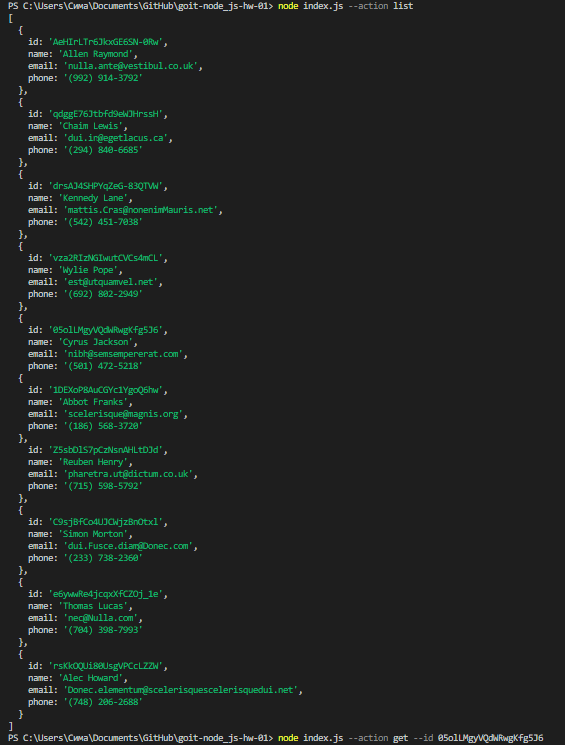 PS C:\Users\Сима\Documents\GitHub\goit-node_js-hw-01> node index.js --action list
[
{
id: 'AeHIrLTr6JkxGE6SN-0Rw',
name: 'Allen Raymond',
email: 'nulla.ante@vestibul.co.uk',
phone: '(992) 914-3792'
},
{
id: 'qdggE76Jtbfd9eWJHrssH',
name: 'Chaim Lewis',
email: 'dui.in@egetlacus.ca',
phone: '(294) 840-6685'
},
{
id: 'drsAJ4SHPYqZeG-83QTVW',
name: 'Kennedy Lane',
email: 'mattis.Cras@nonenimMauris.net',
phone: '(542) 451-7038'
},
{
id: 'vza2RIzNGIwutCVCs4mCL',
name: 'Wylie Pope',
email: 'est@utquamvel.net',
phone: '(692) 802-2949'
},
{
id: '05olLMgyVQdWRwgKfg5J6',
name: 'Cyrus Jackson',
email: 'nibh@semsempererat.com',
phone: '(501) 472-5218'
{
id: '1DEXoP8AuCGYc1YgoQ6hw',
name: 'Abbot Franks',
email: 'scelerisque@magnis.org',
phone: '(186) 568-3720'
},
id: 'Z5sbDlS7pCzNsnAHLtDJd',
name: 'Reuben Henry',
email: 'pharetra.ut@dictum.co.uk',
phone: '(715) 598-5792'
},
{
id: 'C9sjBfCo4UJCWjzBnOtxl',
name: 'Simon Morton',
email: 'dui.Fusce.diam@Donec.com',
phone: '(233) 738-2360'
},
{
id: 'e6ywwRe4jcqxXfCZOj_1e',
name: 'Thomas Lucas',
email: 'nec@Nulla.com',
phone: '(704) 398-7993'
},
{
id: 'rsKkOQUi80UsgVPCcLZZW',
name: 'Alec Howard',
email: 'Donec.elementum@scelerisquescelerisquedui.net',
phone: '(748) 206-2688'
}
]
PS C:\Users\Сима\Documents\GitHub\goit-node_js-hw-01> node index.js --action get --id 05olLMgyVQdWRwgKfg5J6